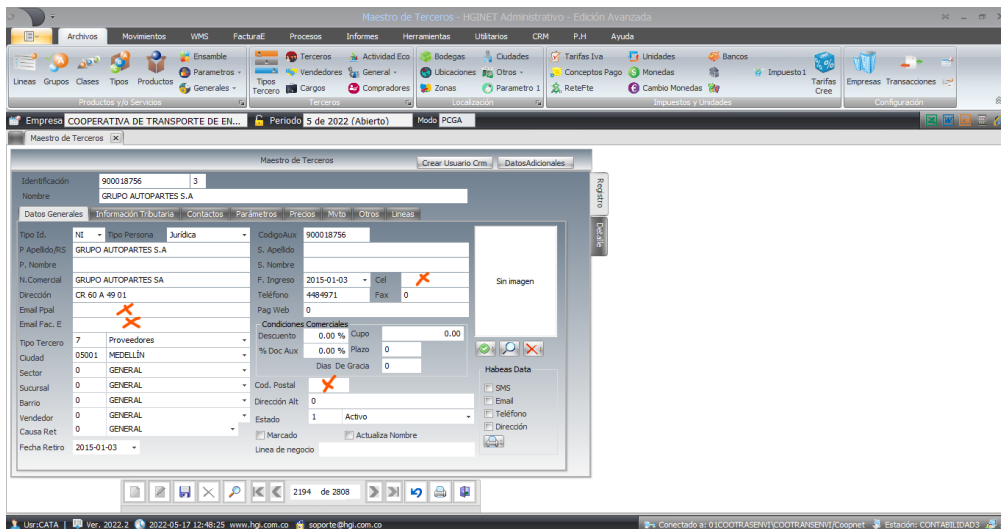 Maestro de Terceros - HGINET Administrativo - Edición Avanzada
Archivos Movimientos WMS FacturaE Procesos Informes Herramientas Utilitarios CRM P.H Ayuda
Lineas Grupos Clases Tipos Productos
Ensamble
Parametros
Generales
Productos y/o Servicios
Tipos Tercero
Terceros
Vendedores
Cargos
Actividad Eco
General
Compradores
Terceros
Bodegas
Ubicaciones
Zonas
Ciudades
Otros
Parametro 1
Localización
Tarifas Iva
Conceptos Pago
ReteFte
Unidades
Monedas
Cambio Monedas
Bancos
Impuesto1
Tarifas Cree
Impuestos y Unidades
Empresas Transacciones
Configuración
Empresa COOPERATIVA DE TRANSPORTE DE EN... Periodo 5 de 2022 (Abierto) Modo PCGA
Maestro de Terceros
Maestro de Terceros Crear Usuario Crm DatosAdicionales
Identificación 900018756 3
Nombre GRUPO AUTOPARTES S.A
Registro
Detalle
Datos Generales Información Tributaria Contactos Parámetros Precios Mvto Otros Lineas
Tipo Id. NI Tipo Persona Jurídica CodigoAux 900018756
P Apellido/RS GRUPO AUTOPARTES S.A S. Apellido
P. Nombre S. Nombre
N.Comercial GRUPO AUTOPARTES SA F. Ingreso 2015-01-03 Cel
Sin imagen
Dirección CR 60 A 49 01 Teléfono 4484971 Fax 0
Email Ppal Pag Web 0
Email Fac. E Condiciones Comerciales
Descuento 0.00 % Cupo 0.00
Tipo Tercero 7 Proveedores
% Doc Aux 0.00 % Plazo 0
Ciudad 05001 MEDELLÍN
Dias De Gracia 0
Sector 0 GENERAL
Habeas Data
Sucursal 0 GENERAL Cod. Postal
SMS
Barrio 0 GENERAL Dirección Alt 0
Email
Vendedor 0 GENERAL Estado 1 Activo
Teléfono
Causa Ret 0 GENERAL
Dirección
Marcado Actualiza Nombre
Fecha Retiro 2015-01-03 Linea de negocio
2194 de 2808
Usr:CATA | Ver. 2022.2 2022-05-17 12:48:25 www.hgi.com.co soporte@hgi.com.co Conectado a: 01COOTRASENVI\COOTRANSENVI/Coopnet Estación: CONTABILIDAD3